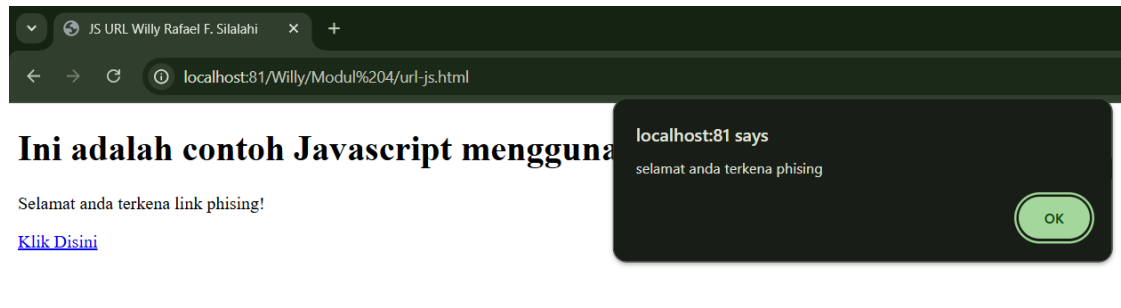 JS URL Willy Rafael F. Silalahi
localhost:81/Willy/Modul%204/url-js.html
Ini adalah contoh Javascript mengguna
Selamat anda terkena link phising!
Klik Disini
localhost:81 says
selamat anda terkena phising
OK